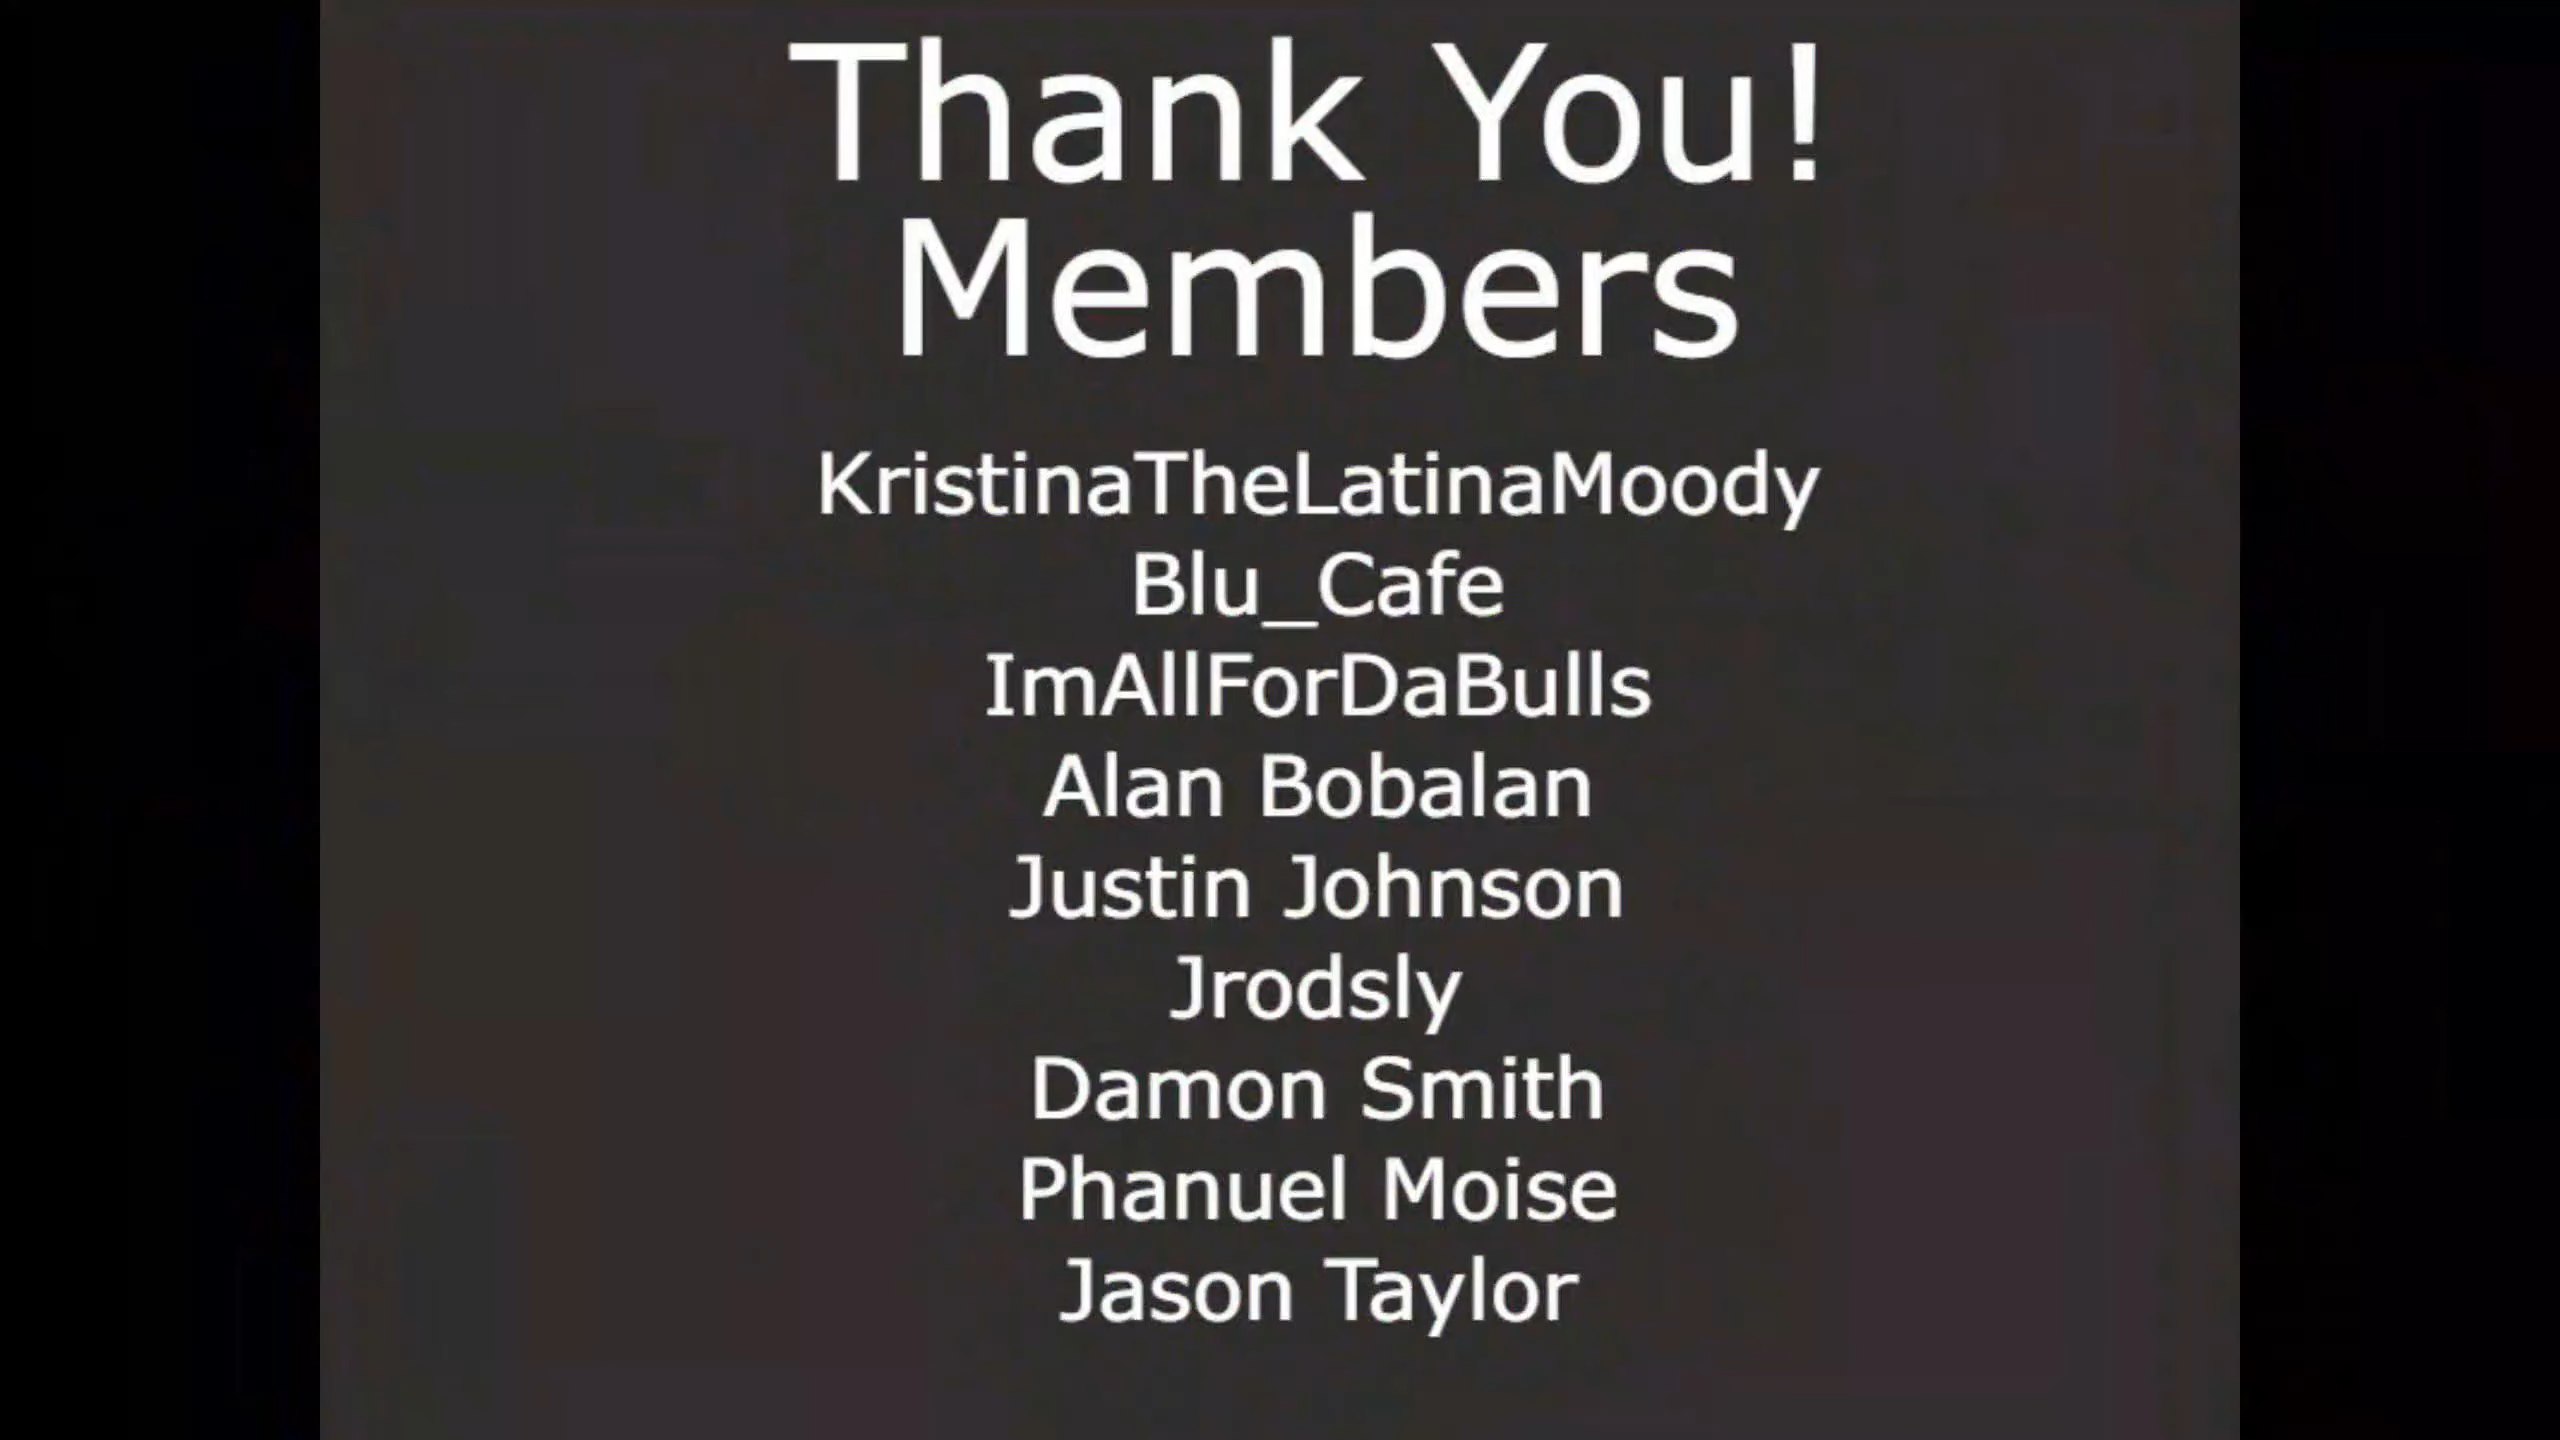 Thank You!
Members
KristinaTheLatinaMoody
Blu_Cafe
ImAllForDaBulls
Alan Bobalan
Justin Johnson
Jrodsly
Damon Smith
Phanuel Moise
Jason Taylor